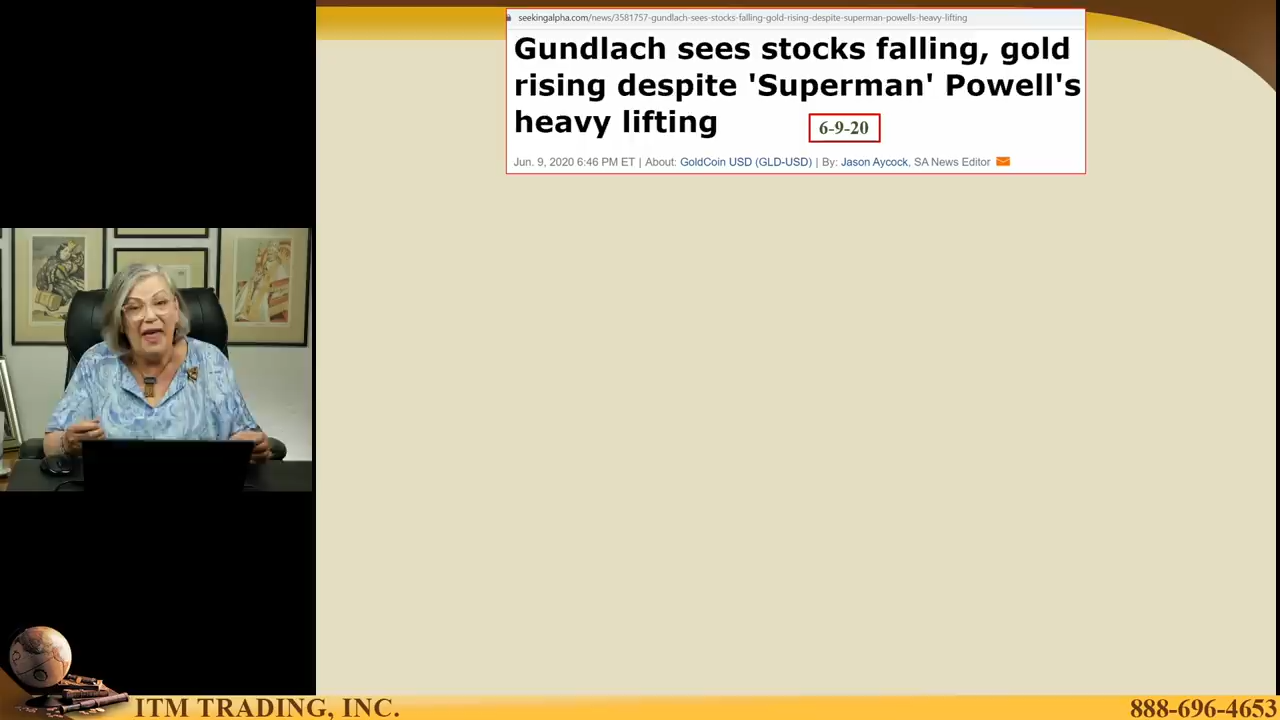 seekingalpha.com/news/3581757-gundlach-sees-stocks-falling-gold-rising-despite-superman-powells-heavy-lifting
Gundlach sees stocks falling, gold
rising despite 'Superman' Powell's
heavy lifting
6-9-20
Jun. 9, 2020 6:46 PM ET | About: GoldCoin USD (GLD-USD) | By: Jason Aycock, SA News Editor
ITM TRADING, INC.
888-696-4653